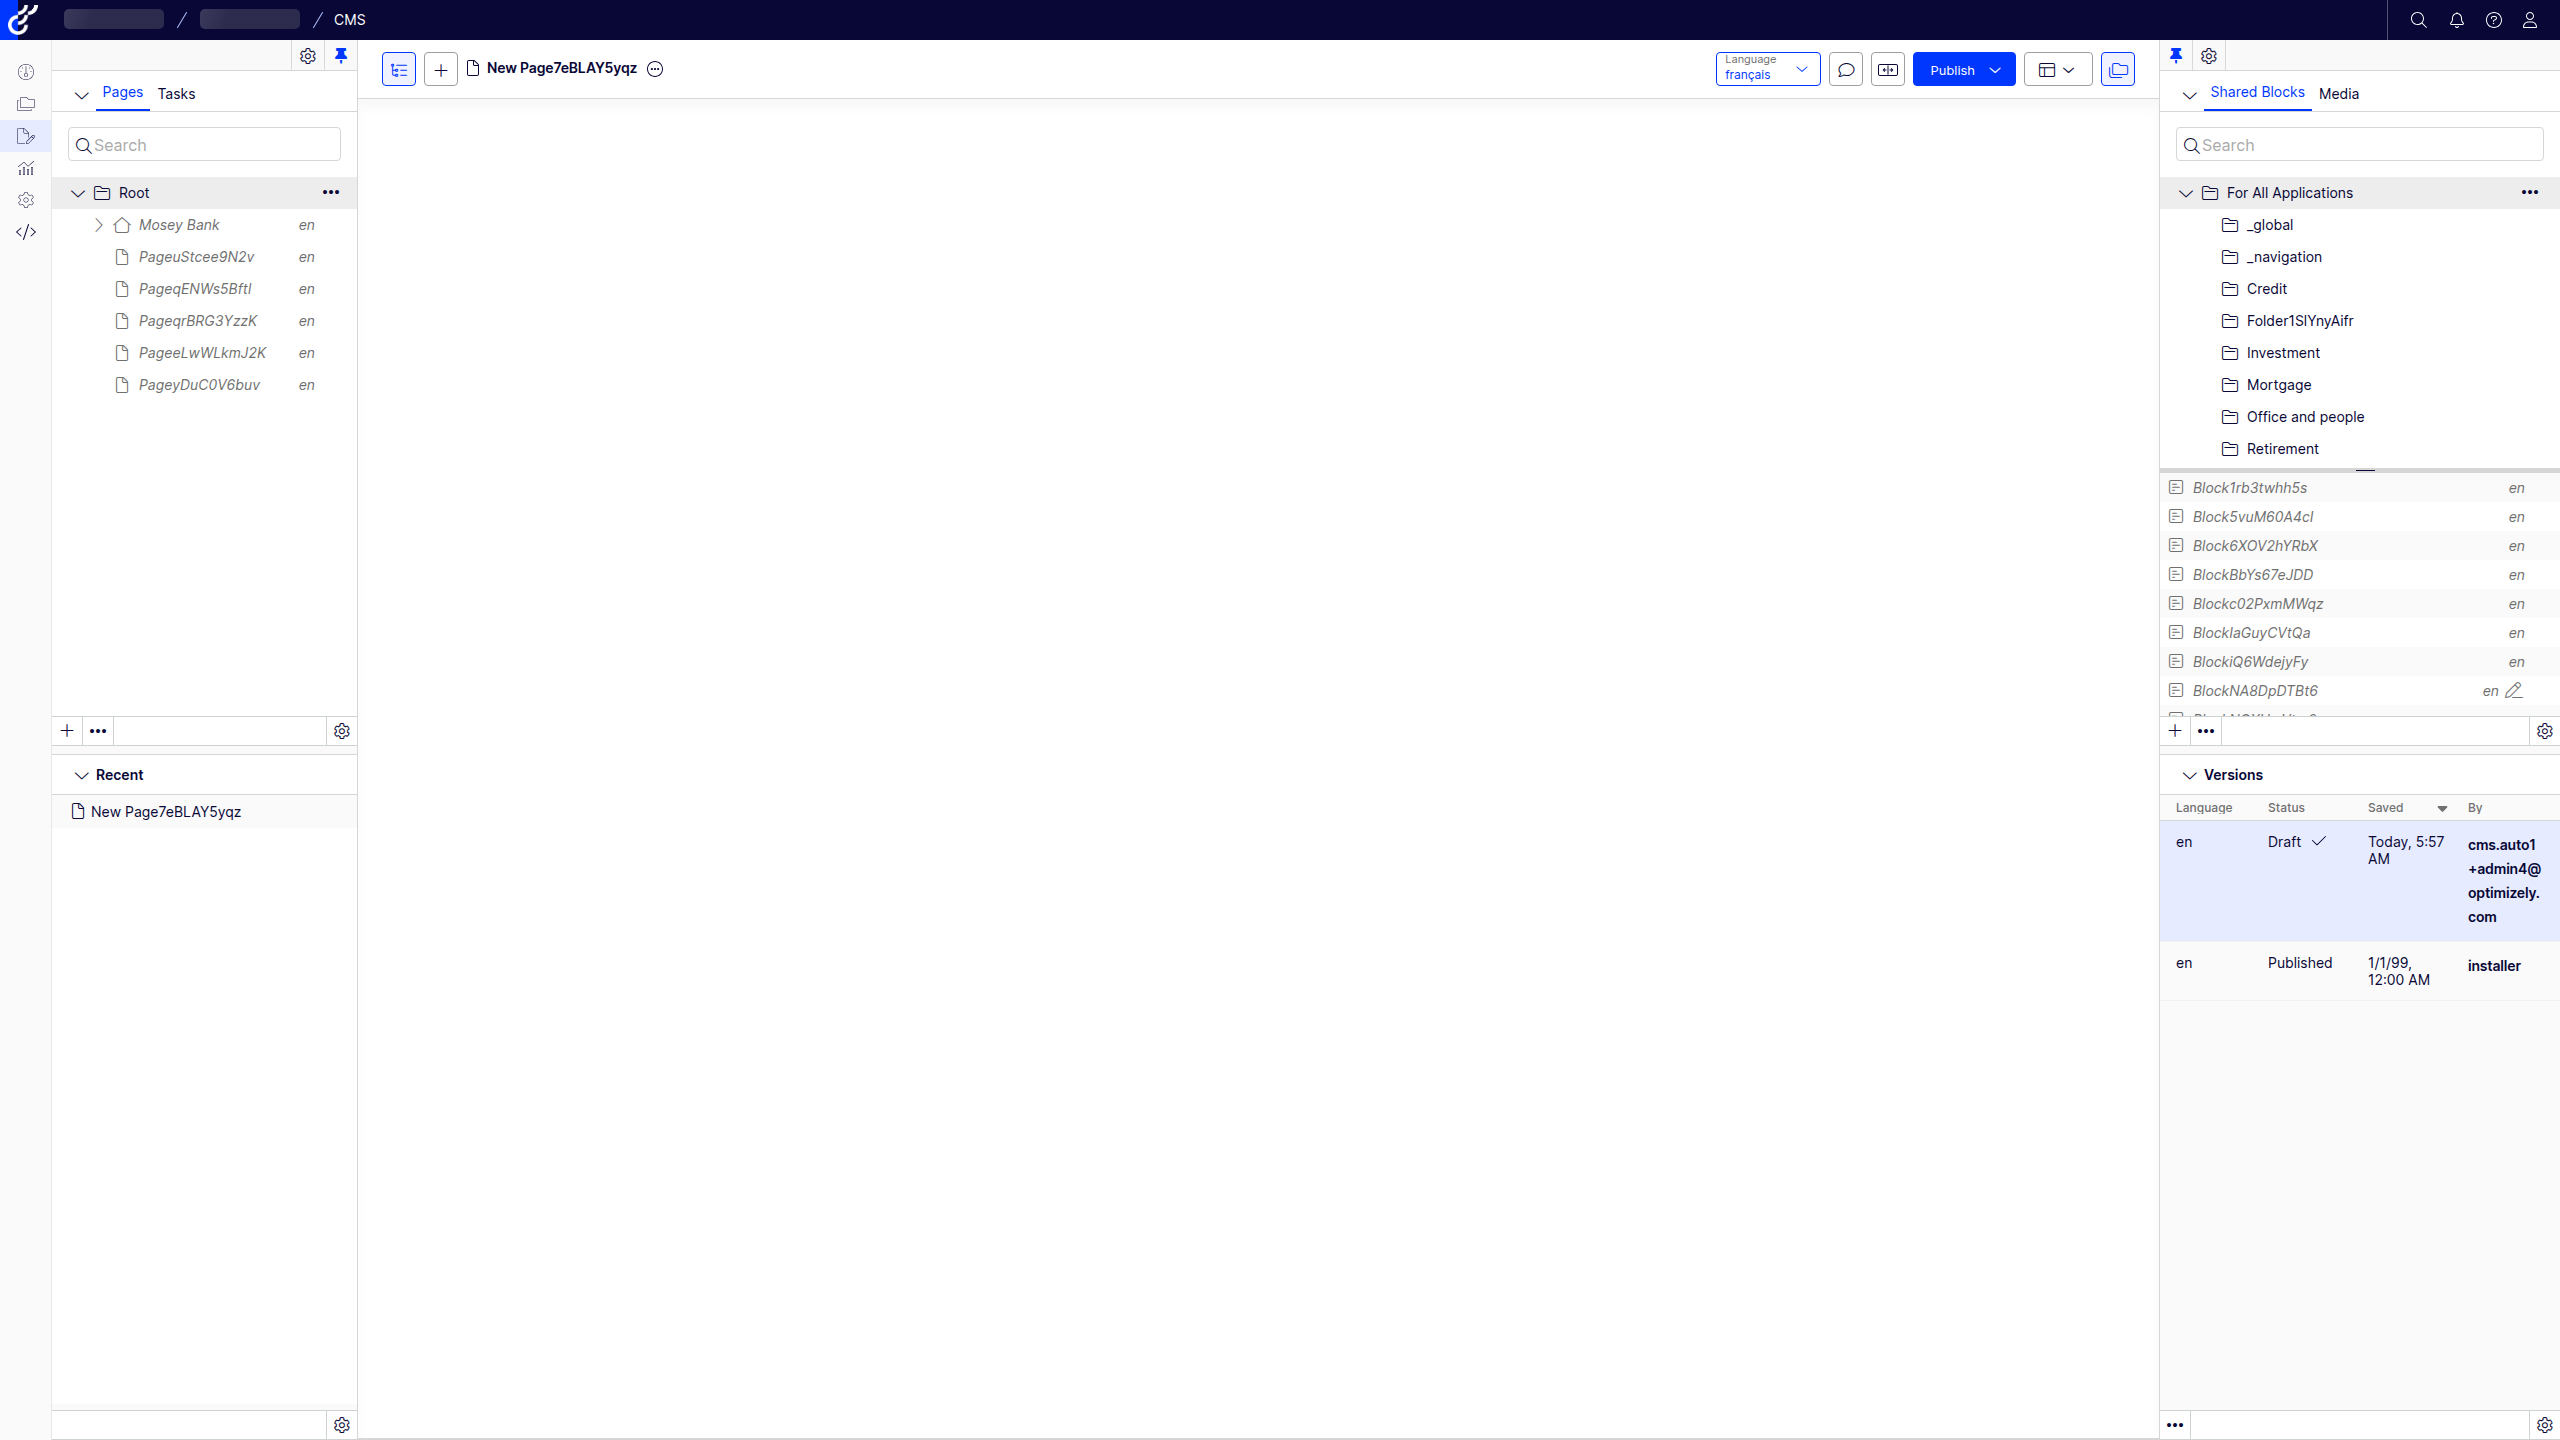 CMS
New Page7eBLAY5yqz
Language
français
Publish
Pages
Tasks
Search
Root
Mosey Bank en
PageuStcee9N2v en
PageqENWs5BftI en
PageqrBRG3YzzK en
PageeLwWLkmJ2K en
PageyDuC0V6buv en
Recent
New Page7eBLAY5yqz
Shared Blocks
Media
Search
For All Applications
_global
_navigation
Credit
Folder1SlYnyAifr
Investment
Mortgage
Office and people
Retirement
Block1rb3twhh5s en
Block5vuM60A4cI en
Block6XOV2hYRbX en
BlockBbYs67eJDD en
Blockc02PxmMWqz en
BlockIaGuyCVtQa en
BlockiQ6WdejyFy en
BlockNA8DpDTBt6 en
Versions
Language Status Saved By
en Draft Today, 5:57 AM cms.auto1+admin4@optimizely.com
en Published 1/1/99, 12:00 AM installer